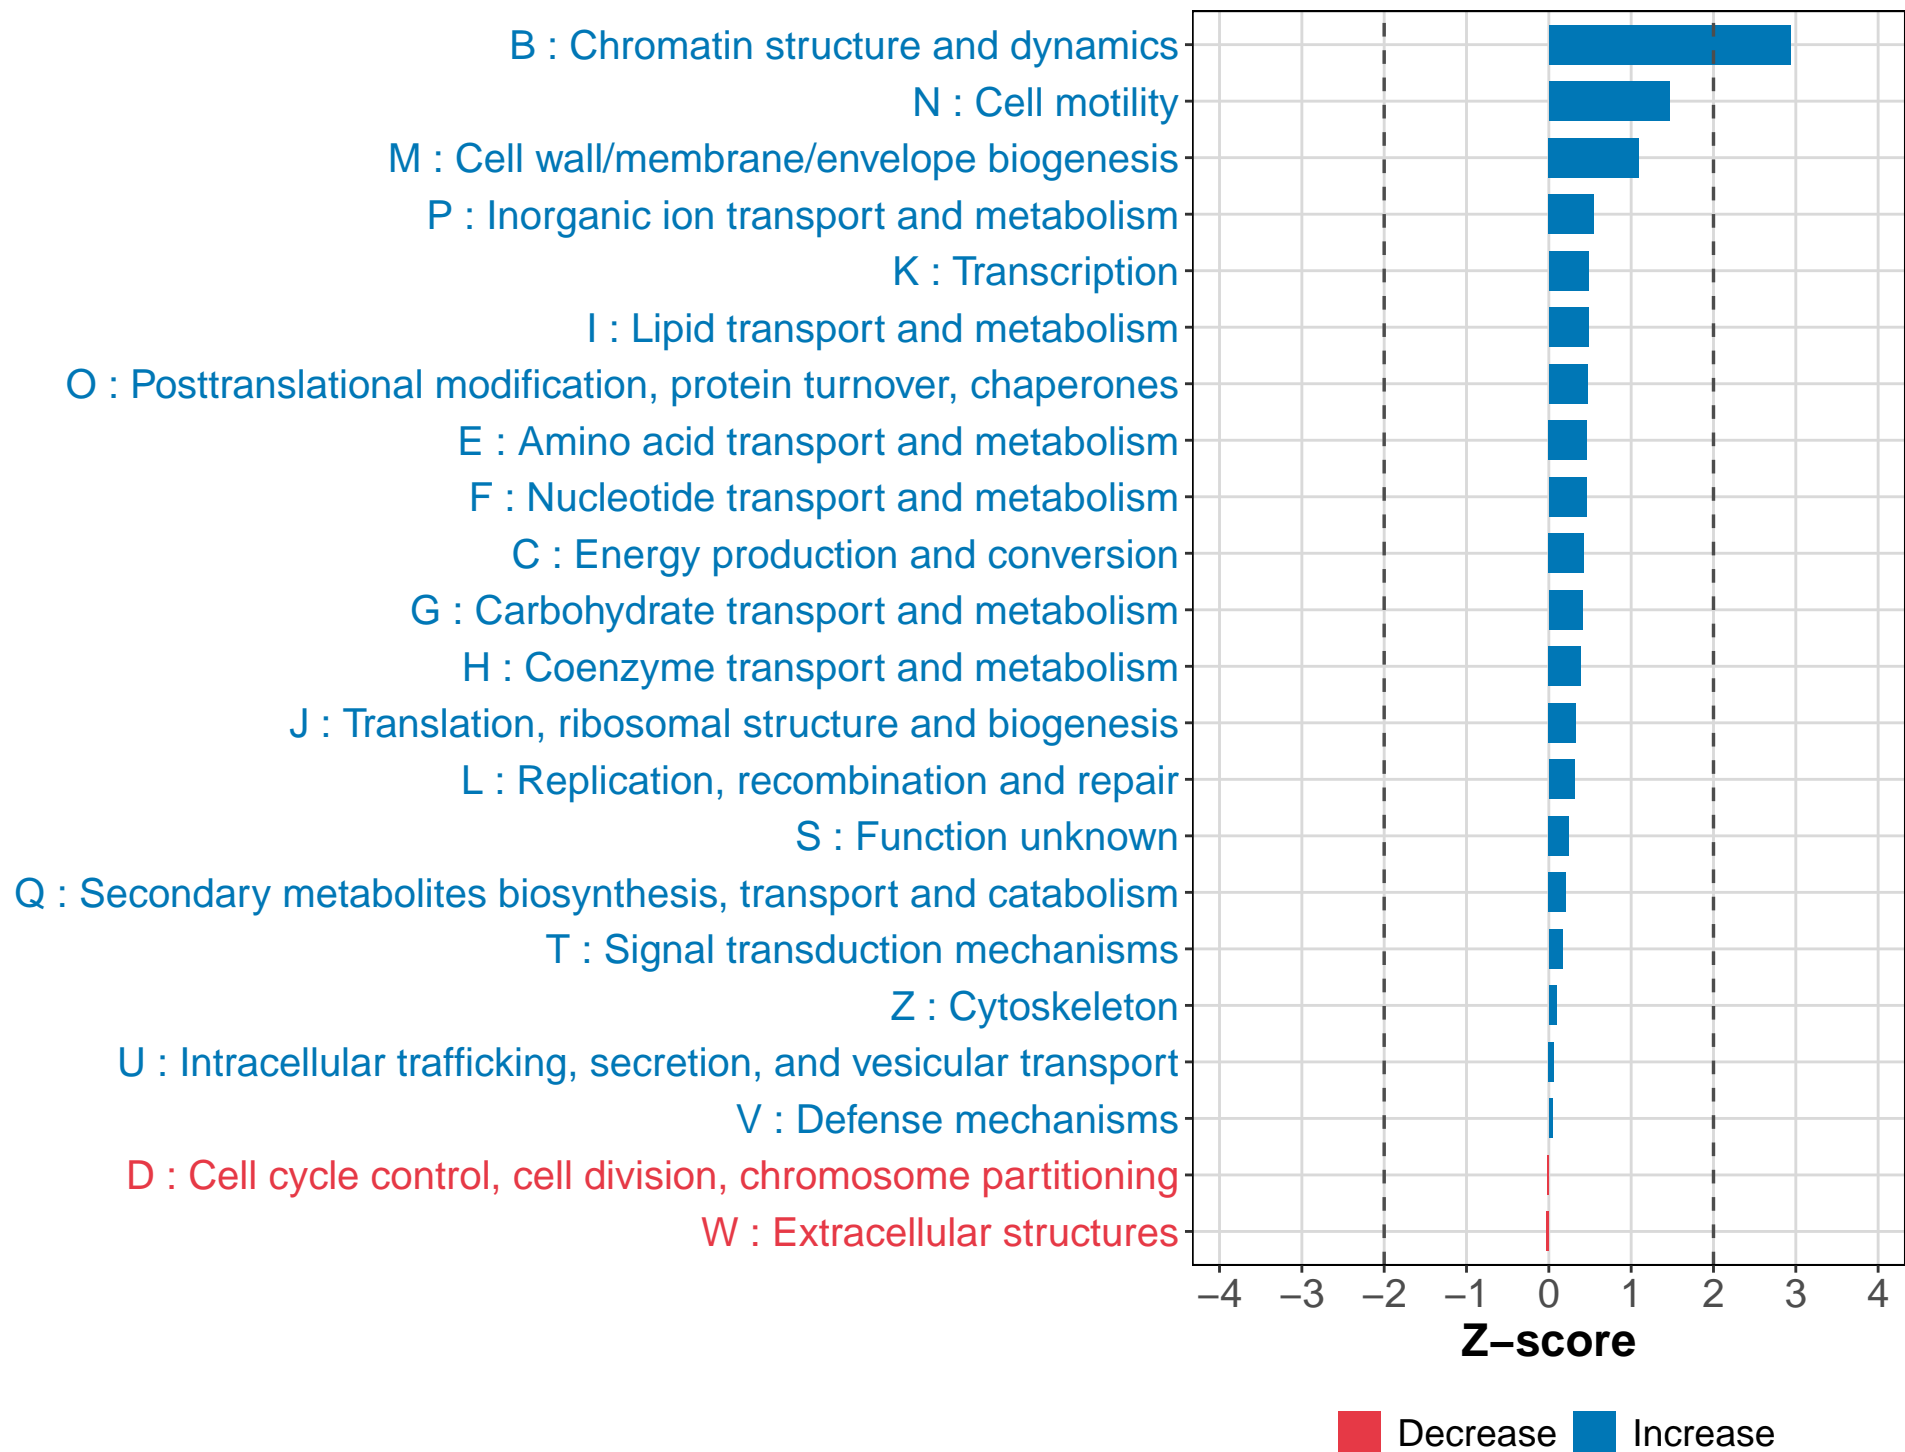 B : Chromatin structure and dynamics
N : Cell motility
M : Cell wall/membrane/envelope biogenesis
P : Inorganic ion transport and metabolism
K : Transcription
I : Lipid transport and metabolism
O : Posttranslational modification, protein turnover, chaperones
E : Amino acid transport and metabolism
F : Nucleotide transport and metabolism
C : Energy production and conversion
G : Carbohydrate transport and metabolism
H : Coenzyme transport and metabolism
J : Translation, ribosomal structure and biogenesis
L : Replication, recombination and repair
S : Function unknown
Q : Secondary metabolites biosynthesis, transport and catabolism
T : Signal transduction mechanisms
Z : Cytoskeleton
U : Intracellular trafficking, secretion, and vesicular transport
V : Defense mechanisms
D : Cell cycle control, cell division, chromosome partitioning
W : Extracellular structures
−4 −3 −2 −1 0 1 2 3 4
Z−score
Decrease Increase